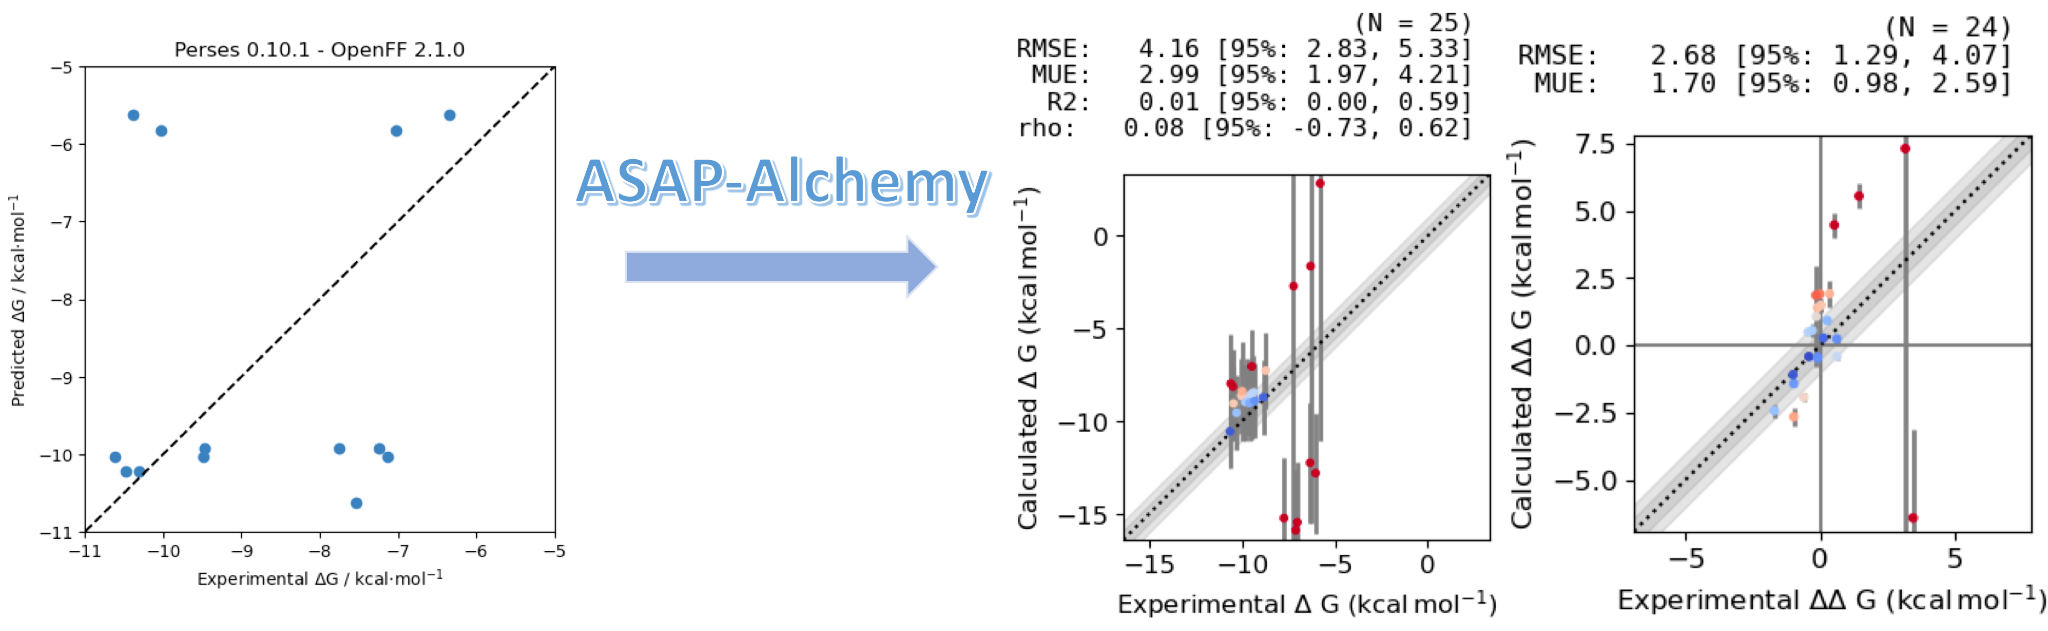 Perses 0.10.1 - OpenFF 2.1.0
−5
−6
−7
−8
−9
−10
−11
Predicted ΔG / kcal·mol⁻¹
−11 −10 −9 −8 −7 −6 −5
Experimental ΔG / kcal·mol⁻¹
ASAP-Alchemy
(N = 25)
RMSE: 4.16 [95%: 2.83, 5.33]
MUE: 2.99 [95%: 1.97, 4.21]
R2: 0.01 [95%: 0.00, 0.59]
rho: 0.08 [95%: -0.73, 0.62]
0
−5
−10
−15
Calculated Δ G (kcal mol⁻¹)
−15 −10 −5 0
Experimental Δ G (kcal mol⁻¹)
(N = 24)
RMSE: 2.68 [95%: 1.29, 4.07]
MUE: 1.70 [95%: 0.98, 2.59]
7.5
5.0
2.5
0.0
−2.5
−5.0
Calculated ΔΔ G (kcal mol⁻¹)
−5 0 5
Experimental ΔΔ G (kcal mol⁻¹)